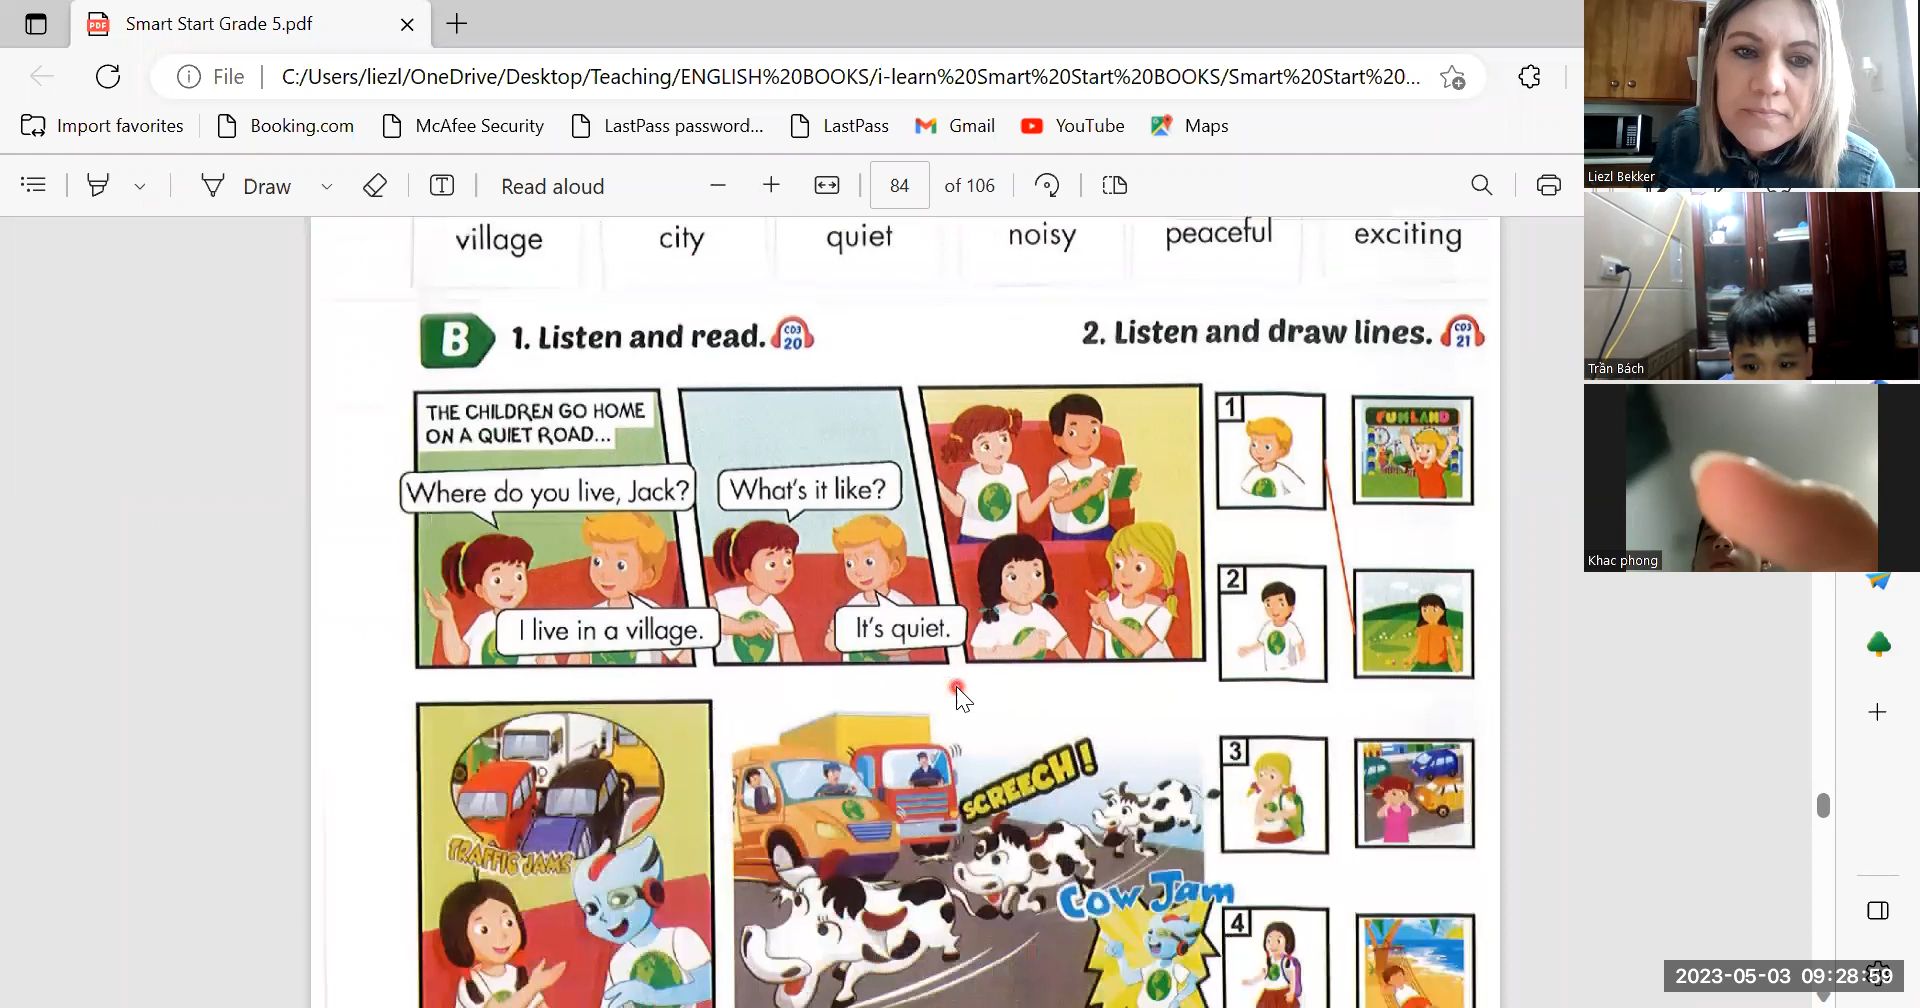 Smart Start Grade 5.pdf
File
C:/Users/liezl/OneDrive/Desktop/Teaching/ENGLISH%20BOOKS/i-learn%20Smart%20Start%20BOOKS/Smart%20Start%20...
Import favorites
Booking.com
McAfee Security
LastPass password...
LastPass
Gmail
YouTube
Maps
Draw
Read aloud
84
of 106
village
city
quiet
noisy
peaceful
exciting
B
1. Listen and read.
CD3
20
2. Listen and draw lines.
CD3
21
THE CHILDREN GO HOME
ON A QUIET ROAD...
Where do you live, Jack?
I live in a village.
What's it like?
It's quiet.
1
FUNLAND
2
3
4
TRAFFIC JAMS
SCREECH!
Cow Jam
Liezl Bekker
Trần Bách
Khac phong
2023-05-03 09:28:59